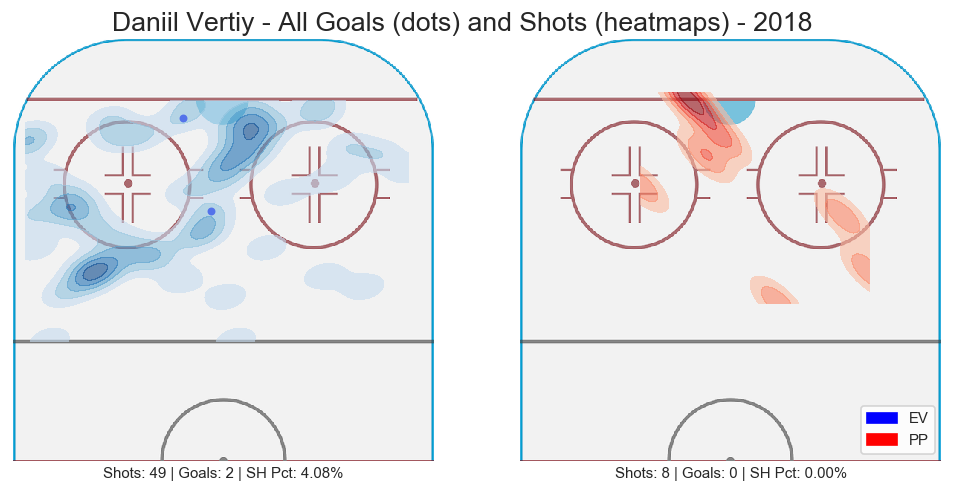 Daniil Vertiy - All Goals (dots) and Shots (heatmaps) - 2018
EV
PP
Shots: 49 | Goals: 2 | SH Pct: 4.08%
Shots: 8 | Goals: 0 | SH Pct: 0.00%